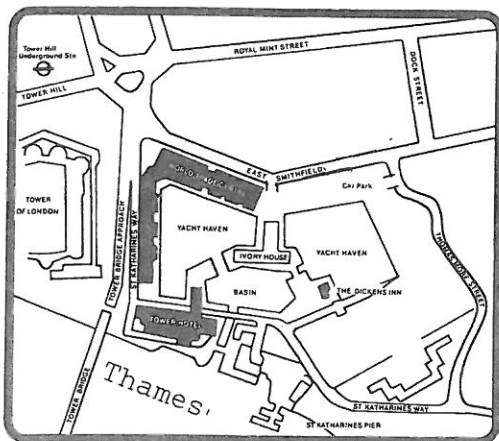 Tower Hill
Underground Stn
ROYAL MINT STREET
DOCK STREET
TOWER HILL
EAST SMITHFIELD
Car Park
TOWER
OF LONDON
TOWER BRIDGE APPROACH
ST KATHARINES WAY
YACHT HAVEN
IVORY HOUSE
YACHT HAVEN
THOMAS MORE STREET
BASIN
THE DICKENS INN
TOWER HOTEL
TOWER BRIDGE
Thames
ST KATHARINES WAY
ST KATHARINES PIER